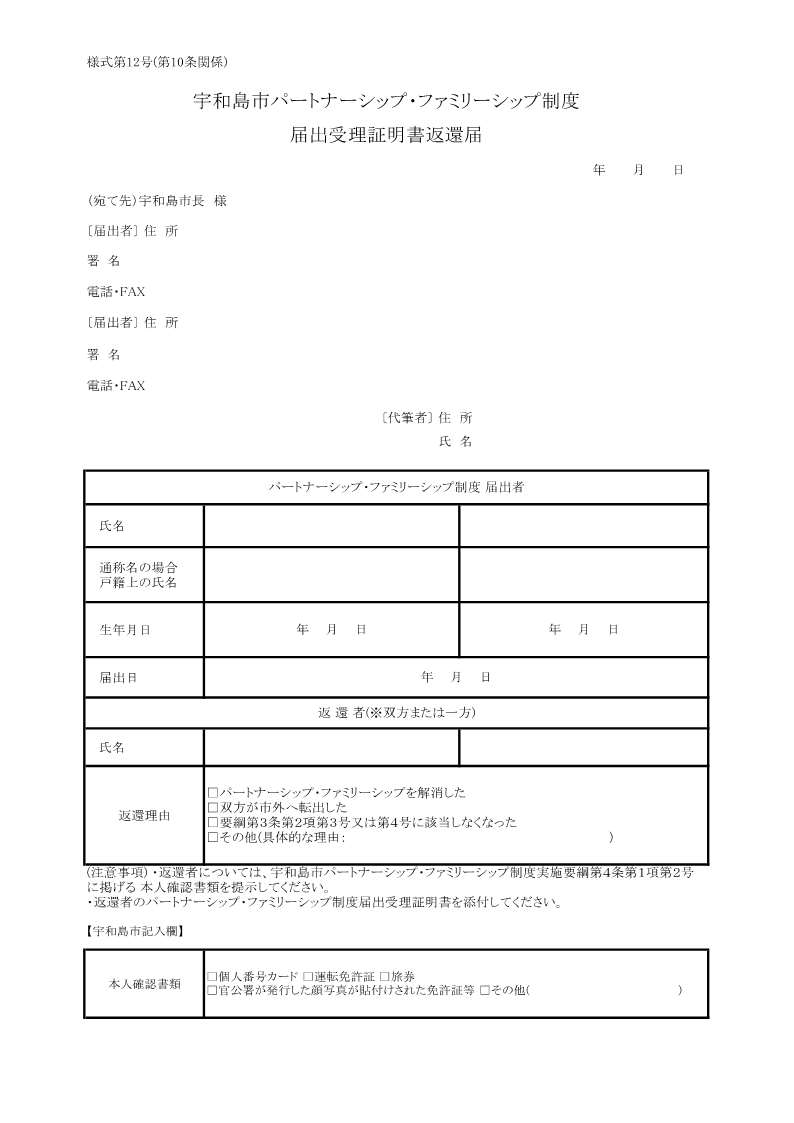 様式第12号(第10条関係)
宇和島市パートナーシップ・ファミリーシップ制度
届出受理証明書返還届
年　月　日
(宛て先)宇和島市長　様
〔届出者〕 住　所
署　名
電話・FAX
〔届出者〕 住　所
署　名
電話・FAX
〔代筆者〕 住　所
氏　名
パートナーシップ・ファミリーシップ制度 届出者
氏名
通称名の場合
戸籍上の氏名
生年月日　年　月　日　年　月　日
届出日　年　月　日
返 還 者(※双方または一方)
氏名
返還理由
□パートナーシップ・ファミリーシップを解消した
□双方が市外へ転出した
□要綱第3条第2項第3号又は第4号に該当しなくなった
□その他(具体的な理由：　)
(注意事項)・返還者については、宇和島市パートナーシップ・ファミリーシップ制度実施要綱第4条第1項第2号
に掲げる 本人確認書類を提示してください。
・返還者のパートナーシップ・ファミリーシップ制度届出受理証明書を添付してください。
【宇和島市記入欄】
本人確認書類
□個人番号カード □運転免許証 □旅券
□官公署が発行した顔写真が貼付けされた免許証等 □その他(　)